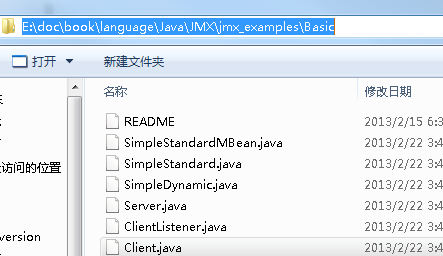 E:\doc\book\language\Java\JMX\jmx_examples\Basic
打开 新建文件夹
名称 修改日期
README 2013/2/15 6:3
SimpleStandardMBean.java 2013/2/22 3:4
SimpleStandard.java 2013/2/22 3:4
访问的位置 SimpleDynamic.java 2013/2/22 3:4
Server.java 2013/2/22 3:4
ClientListener.java 2013/2/22 3:4
version Client.java 2013/2/22 3:4